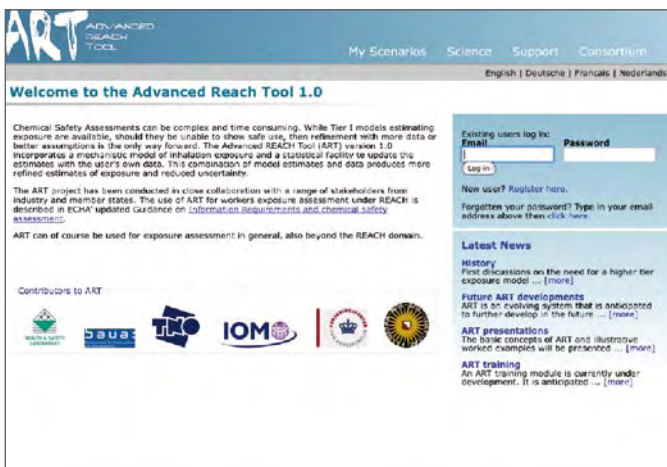 ART ADVANCED
REACH
TOOL
My Scenarios Science Support Consortium
English | Deutsche | Francais | Nederlands
Welcome to the Advanced Reach Tool 1.0
Chemical Safety Assessments can be complex and time consuming. While Tier I models estimating
exposure are available, should they be unable to show safe use, then refinement with more data or
better assumptions is the only way forward. The Advanced REACH Tool (ART) version 1.0
incorporates a mechanistic model of inhalation exposure and a statistical facility to update the
estimates with the user's own data. This combination of model estimates and data produces more
refined estimates of exposure and reduced uncertainty.
The ART project has been conducted in close collaboration with a range of stakeholders from
industry and member states. The use of ART for workers exposure assessment under REACH is
described in ECHA' updated Guidance on Information Requirements and chemical safety
assessment.
ART can of course be used for exposure assessment in general, also beyond the REACH domain.
Contributors to ART
HEALTH & SAFETY
LABORATORY
baua:
TNO
IOM
Existing users log in:
Email Password
Log in
New user? Register here.
Forgotten your password? Type in your email
address above then click here
Latest News
History
First discussions on the need for a higher tier
exposure model ... [more]
Future ART developments
ART is an evolving system that is anticipated
to further develop in the future ... [more]
ART presentations
The basic concepts of ART and illustrative
worked examples will be presented ... [more]
ART training
An ART training module is currently under
development. It is anticipated ... [more]